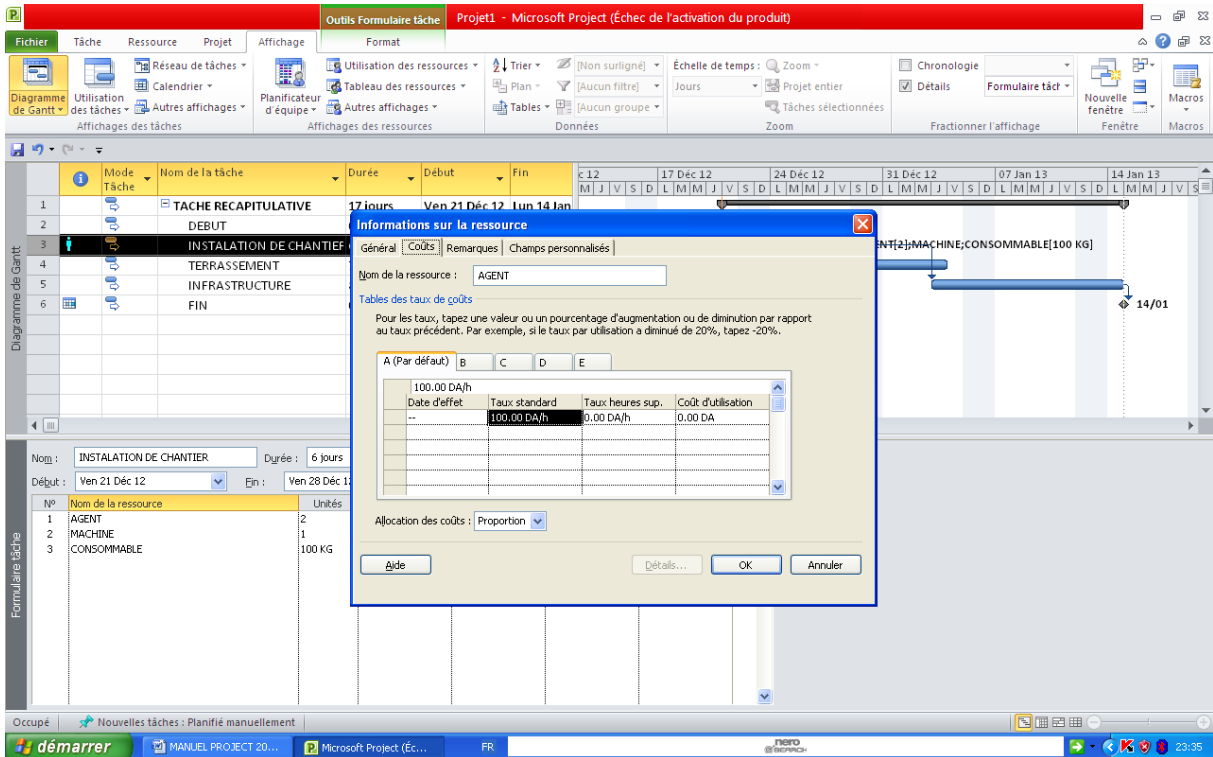 Outils Formulaire tâche Projet1 - Microsoft Project (Échec de l'activation du produit)
Fichier Tâche Ressource Projet Affichage Format
Diagramme de Gantt
Utilisation des tâches
Réseau de tâches
Calendrier
Autres affichages
Affichages des tâches
Planificateur d'équipe
Utilisation des ressources
Tableau des ressources
Autres affichages
Affichages des ressources
Trier
Plan
Tables
[Non surligné]
[Aucun filtre]
[Aucun groupe]
Données
Échelle de temps :
Jours
Zoom
Projet entier
Tâches sélectionnées
Zoom
Chronologie
Détails Formulaire tâch
Fractionner l'affichage
Nouvelle fenêtre
Fenêtre
Macros
Macros
Mode Tâche Nom de la tâche Durée Début Fin
c 12 17 Déc 12 24 Déc 12 31 Déc 12 07 Jan 13 14 Jan 13
M J V S D L M M J V S D L M M J V S D L M M J V S D L M M J V S D L M M J V S
1 TACHE RECAPITULATIVE 17 jours Ven 21 Déc 12 Lun 14 Jan
2 DEBUT
3 INSTALATION DE CHANTIEF
NT[2];MACHINE;CONSOMMABLE[100 KG]
4 TERRASSEMENT
5 INFRASTRUCTURE
6 FIN
14/01
Diagramme de Gantt
Informations sur la ressource
Général Coûts Remarques Champs personnalisés
Nom de la ressource : AGENT
Tables des taux de coûts
Pour les taux, tapez une valeur ou un pourcentage d'augmentation ou de diminution par rapport
au taux précédent. Par exemple, si le taux par utilisation a diminué de 20%, tapez -20%.
A (Par défaut) B C D E
100.00 DA/h
Date d'effet Taux standard Taux heures sup. Coût d'utilisation
-- 100.00 DA/h 0.00 DA/h 0.00 DA
Allocation des coûts : Proportion
Aide Détails... OK Annuler
Nom : INSTALATION DE CHANTIER Durée : 6 jours
Début : Ven 21 Déc 12 Fin : Ven 28 Déc 1
N° Nom de la ressource Unités
1 AGENT 2
2 MACHINE 1
3 CONSOMMABLE 100 KG
Formulaire tâche
Occupé Nouvelles tâches : Planifié manuellement
démarrer MANUEL PROJECT 20... Microsoft Project (Éc... FR nero SEARCH 23:35